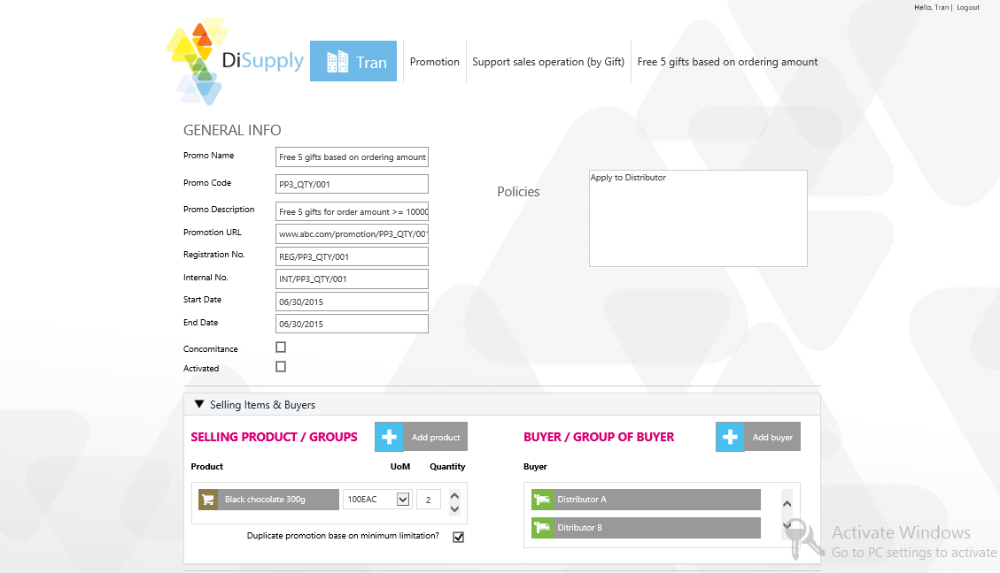 Hello, Tran | Logout
DiSupply
Tran
Promotion
Support sales operation (by Gift)
Free 5 gifts based on ordering amount
GENERAL INFO
Promo Name
Free 5 gifts based on ordering amount
Promo Code
PP3_QTY/001
Promo Description
Free 5 gifts for order amount >= 10000
Promotion URL
www.abc.com/promotion/PP3_QTY/001
Registration No.
REG/PP3_QTY/001
Internal No.
INT/PP3_QTY/001
Start Date
06/30/2015
End Date
06/30/2015
Concomitance
Activated
Policies
Apply to Distributor
Selling Items & Buyers
SELLING PRODUCT / GROUPS
Add product
Product UoM Quantity
Black chocolate 300g 100EAC 2
Duplicate promotion base on minimum limitation?
BUYER / GROUP OF BUYER
Add buyer
Buyer
Distributor A
Ditributor B
Activate Windows
Go to PC settings to activate